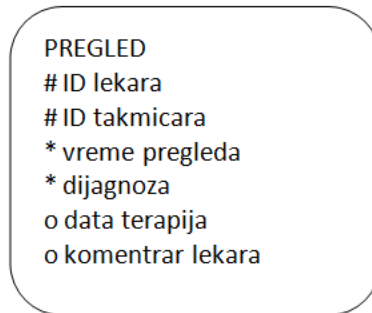 PREGLED
# ID lekara
# ID takmicara
* vreme pregleda
* dijagnoza
o data terapija
o komentrar lekara